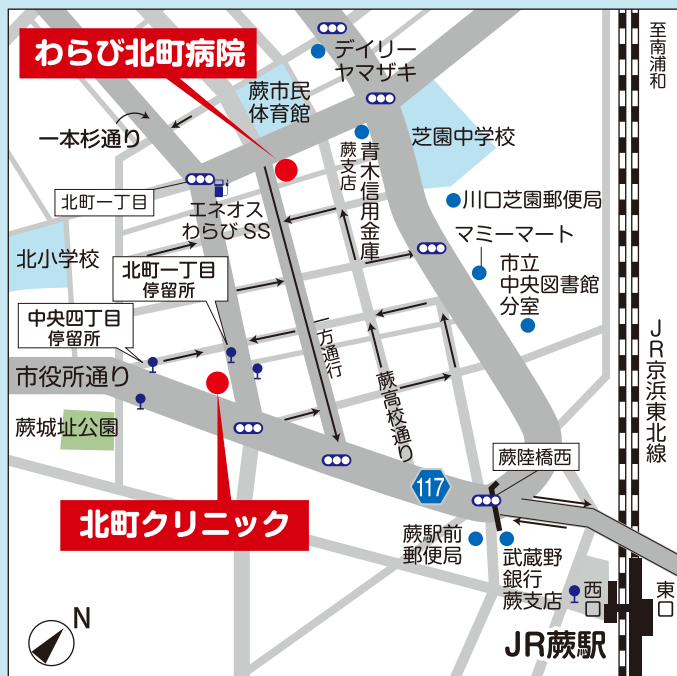 わらび北町病院
デイリー
ヤマザキ
至南浦和
蕨市民
体育館
一本杉通り
芝園中学校
青木信用金庫
蕨支店
北町一丁目
エネオス
わらびSS
川口芝園郵便局
マミーマート
北小学校
北町一丁目
停留所
市立
中央図書館
分室
中央四丁目
停留所
一方通行
JR京浜東北線
市役所通り
蕨高校通り
蕨城址公園
蕨陸橋西
117
北町クリニック
蕨駅前
郵便局
武蔵野
銀行
蕨支店
西口
東口
N
JR蕨駅